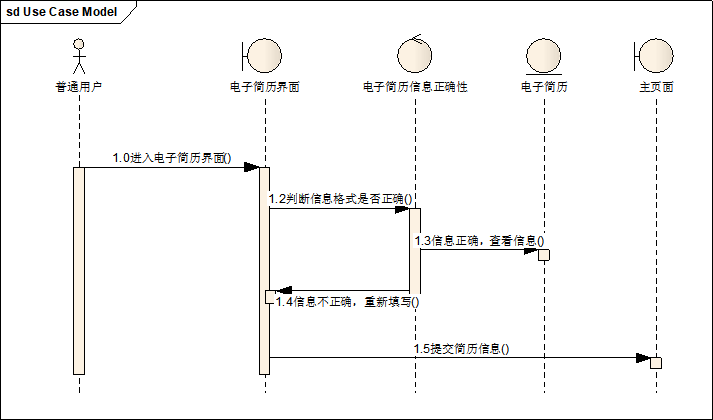 sd Use Case Model
普通用户
电子简历界面
电子简历信息正确性
电子简历
主页面
1.0进入电子简历界面()
1.2判断信息格式是否正确()
1.3信息正确，查看信息()
1.4信息不正确，重新填写()
1.5提交简历信息()